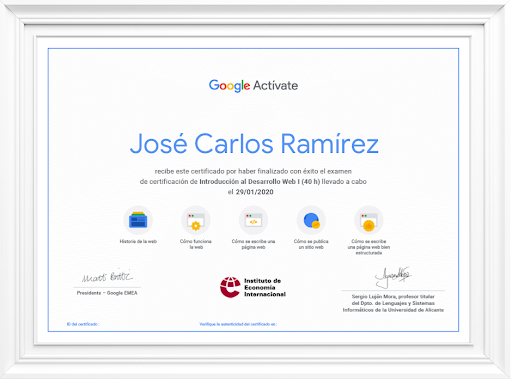 Google Actívate
José Carlos Ramírez
recibe este certificado por haber finalizado con éxito el examen
de certificación de Introducción al Desarrollo Web I (40 h) llevado a cabo
el 29/01/2020
Historia de la web
Cómo funciona
la web
Cómo se escribe una
página web
Cómo se publica
un sitio web
Cómo se escribe
una página web bien
estructurada
Presidente – Google EMEA
Instituto de
Economía
Internacional
Sergio Luján Mora, profesor titular
del Dpto. de Lenguajes y Sistemas
Informáticos de la Universidad de Alicante
ID del certificado:
Verifique la autenticidad del certificado en: